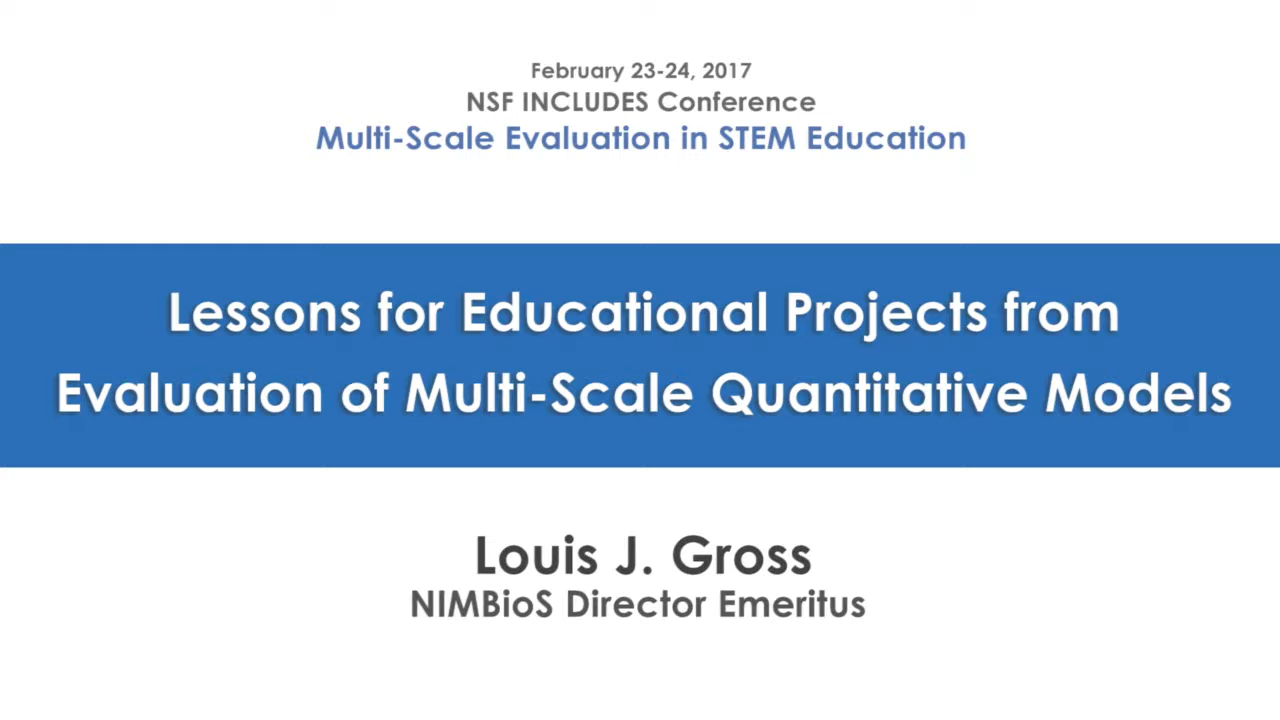 February 23-24, 2017
NSF INCLUDES Conference
Multi-Scale Evaluation in STEM Education
Lessons for Educational Projects from
Evaluation of Multi-Scale Quantitative Models
Louis J. Gross
NIMBioS Director Emeritus